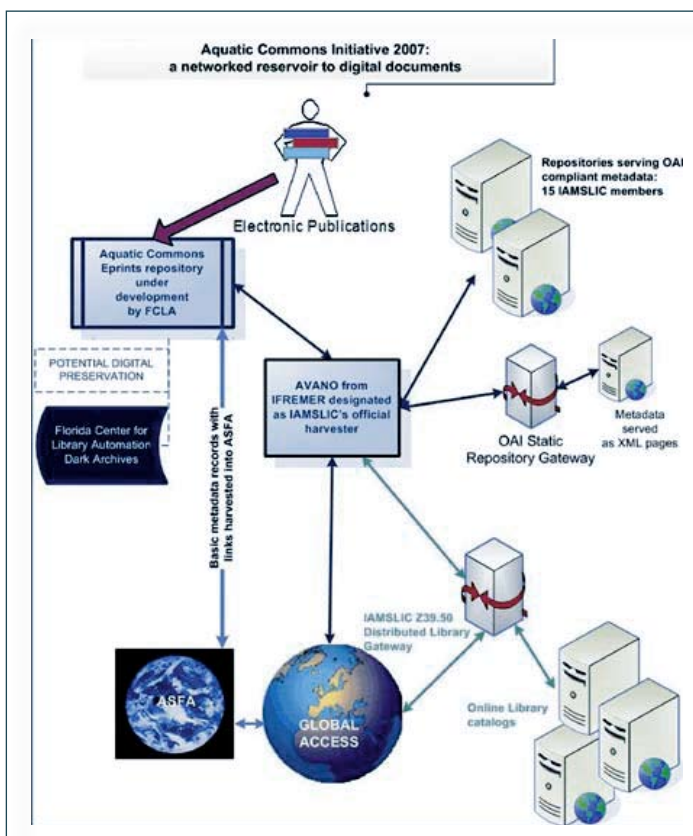 Aquatic Commons Initiative 2007:
a networked reservoir to digital documents
Electronic Publications
Repositories serving OAI
compliant metadata:
15 IAMSLIC members
Aquatic Commons
Eprints repository
under
development
by FCLA
POTENTIAL DIGITAL
PRESERVATION
Florida Center for
Library Automation
Dark Archives
AVANO from
IFREMER designated
as IAMSLIC's official
harvester
OAI Static
Repository Gateway
Metadata
served
as XML pages
Basic metadata records with
links harvested into ASFA
IAMSLIC Z39.50
Distributed Library
Gateway
Online Library
catalogs
ASFA
GLOBAL
ACCESS